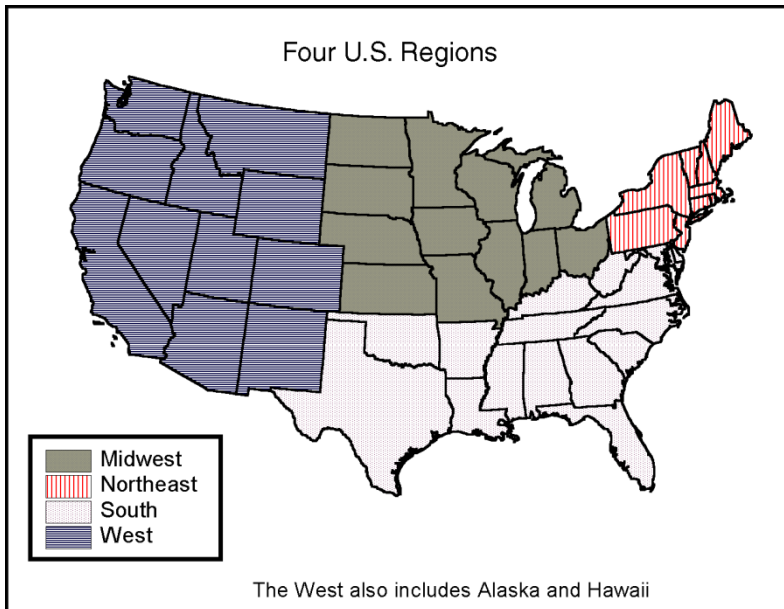 Four U.S. Regions
Midwest
Northeast
South
West
The West also includes Alaska and Hawaii